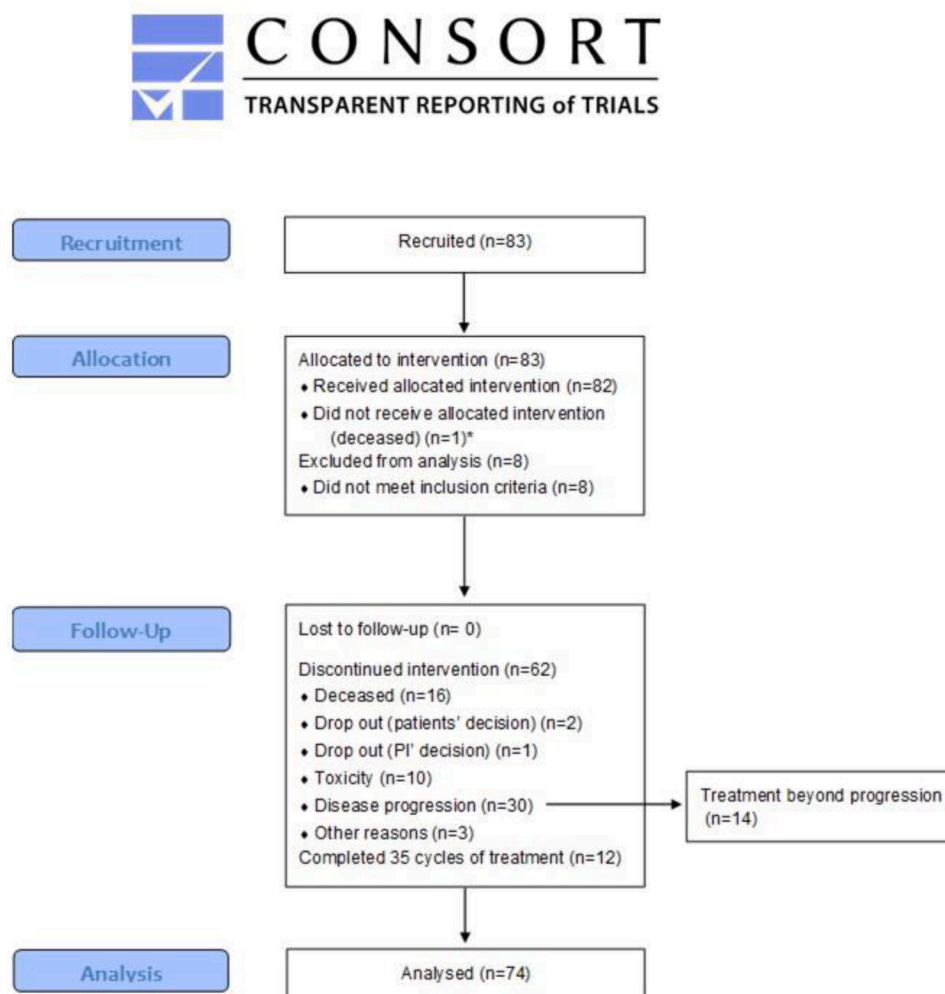 CONSORT
TRANSPARENT REPORTING of TRIALS
Recruitment
Recruited (n=83)
Allocation
Allocated to intervention (n=83)
♦ Received allocated intervention (n=82)
♦ Did not receive allocated intervention
(deceased) (n=1)*
Excluded from analysis (n=8)
♦ Did not meet inclusion criteria (n=8)
Follow-Up
Lost to follow-up (n= 0)
Discontinued intervention (n=62)
♦ Deceased (n=16)
♦ Drop out (patients' decision) (n=2)
♦ Drop out (PI' decision) (n=1)
♦ Toxicity (n=10)
♦ Disease progression (n=30)
♦ Other reasons (n=3)
Completed 35 cycles of treatment (n=12)
Treatment beyond progression
(n=14)
Analysis
Analysed (n=74)